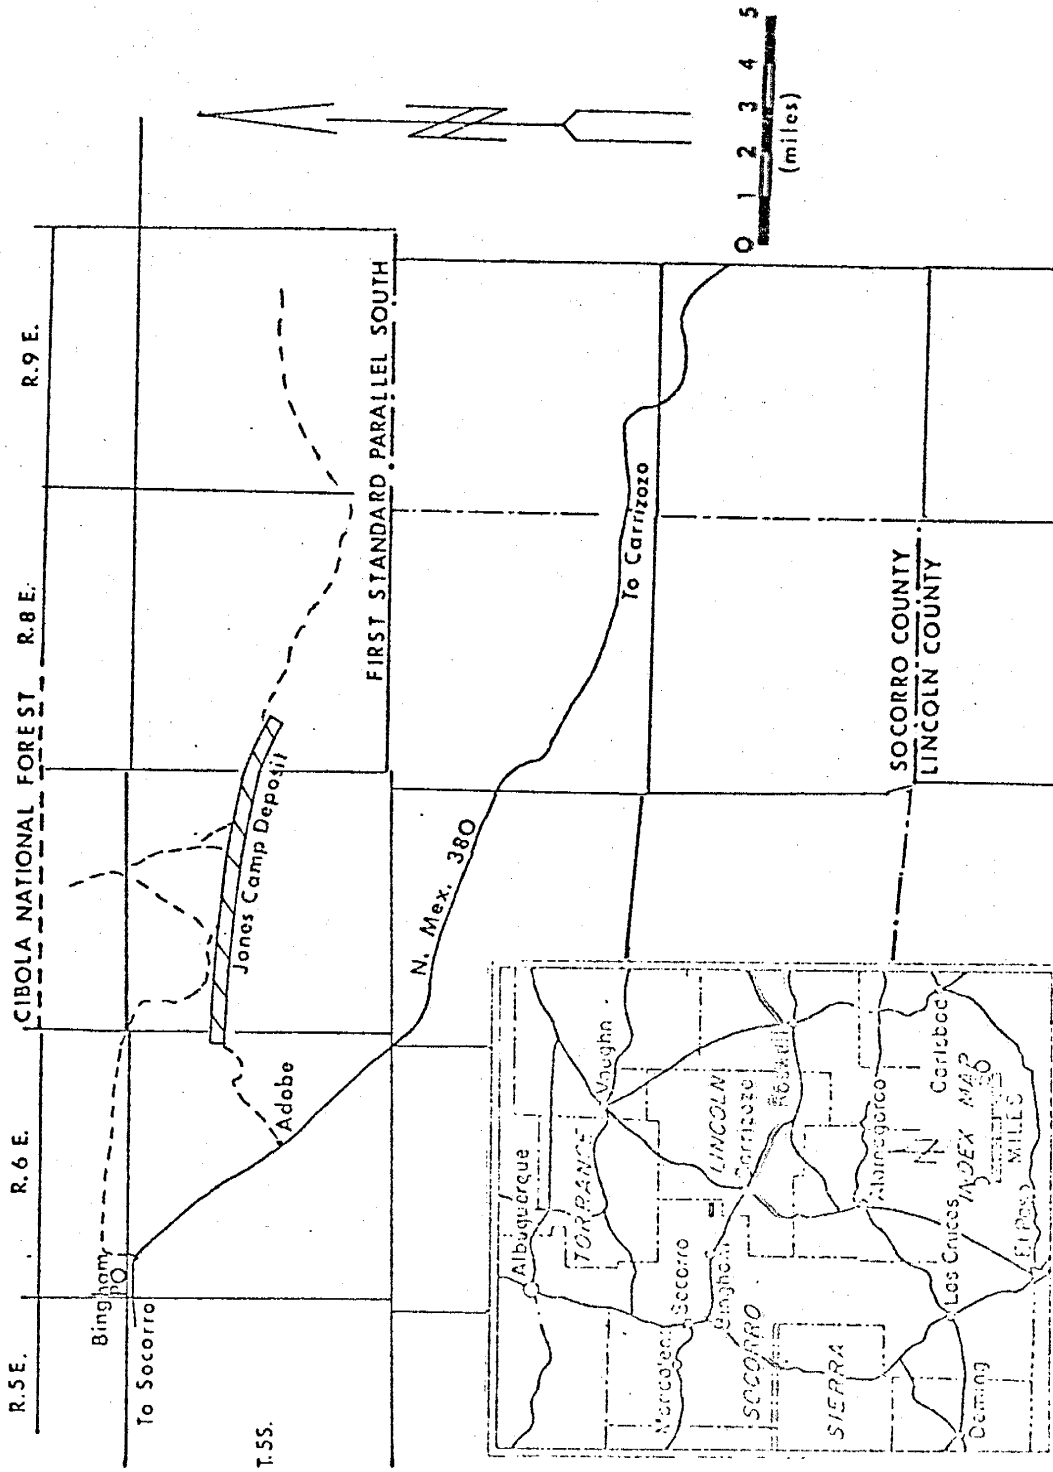 R.5E.
R.6 E.
CIBOLA NATIONAL FOREST
R.8 E.
R.9 E.
Bingham
PO
To Socorro
T.5S.
Adobe
Jones Camp Deposit
FIRST STANDARD PARALLEL SOUTH
N. Mex. 380
To Carrizozo
SOCORRO COUNTY
LINCOLN COUNTY
0 1 2 3 4 5
(miles)
Albuquerque
TORRANCE
Vaughn
Socorro
Bingham
LINCOLN
Carrizozo
Roswell
SOCORRO
SIERRA
Alamogordo
Las Cruces
Carlsbad
Deming
El Paso
N
INDEX MAP
MILES